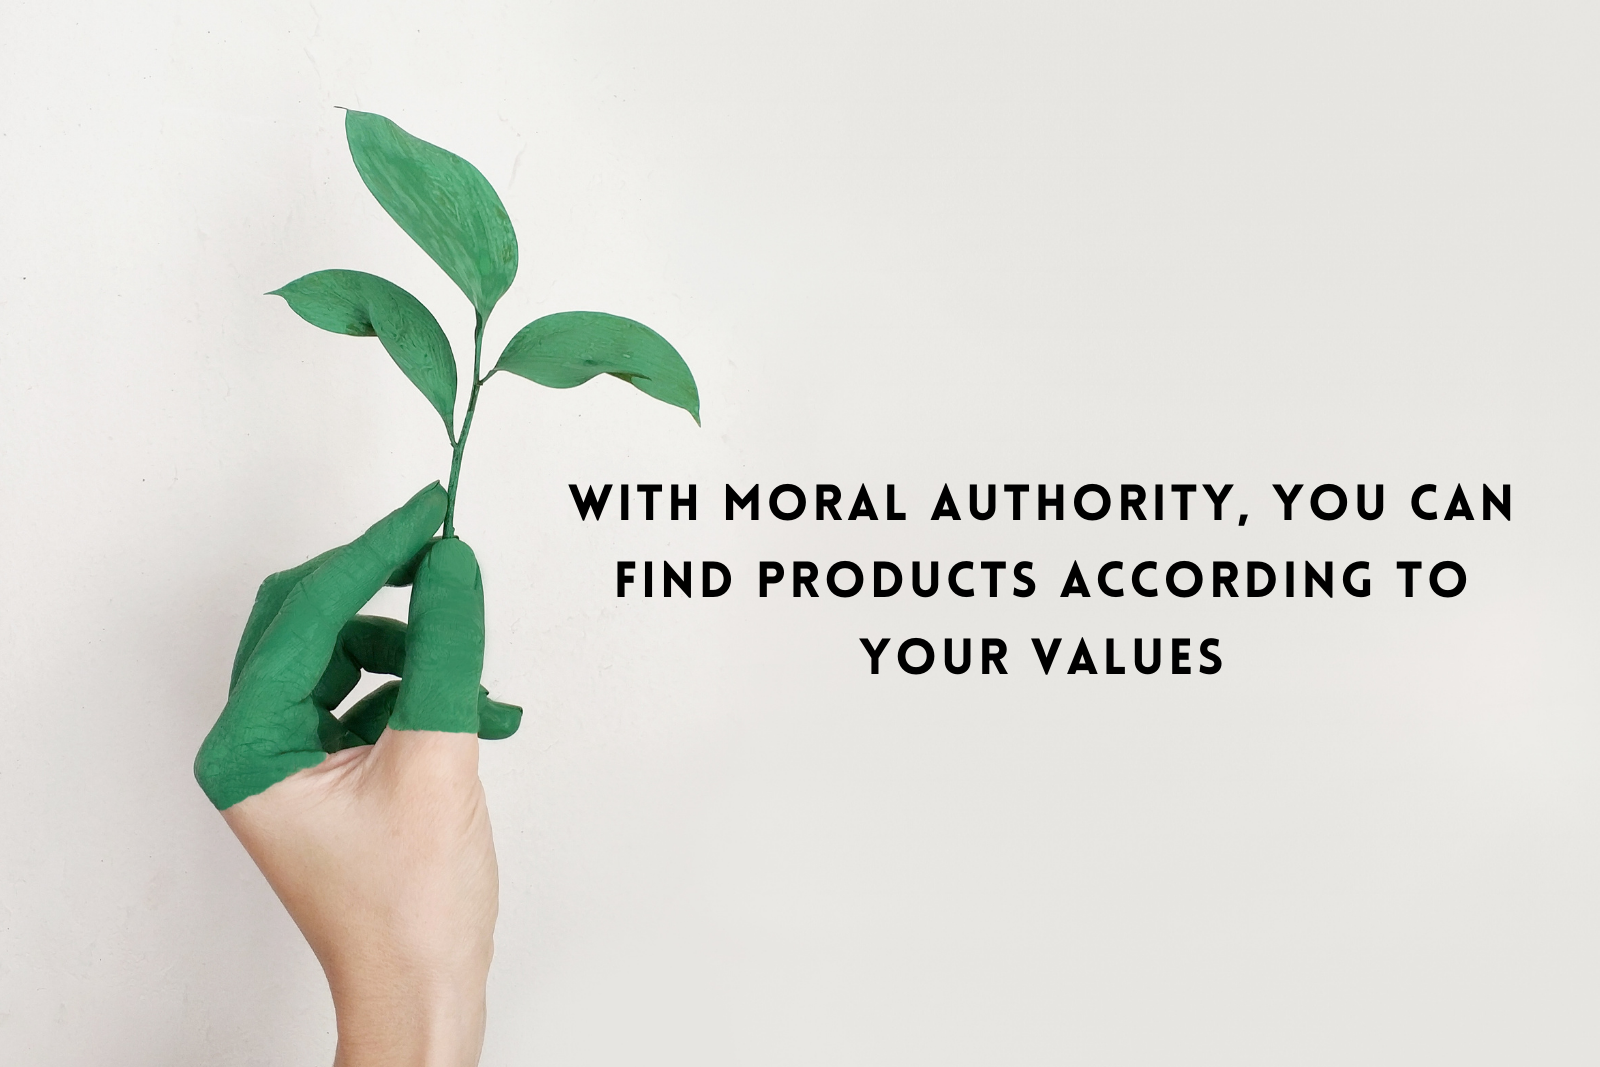 WITH MORAL AUTHORITY, YOU CAN
FIND PRODUCTS ACCORDING TO
YOUR VALUES